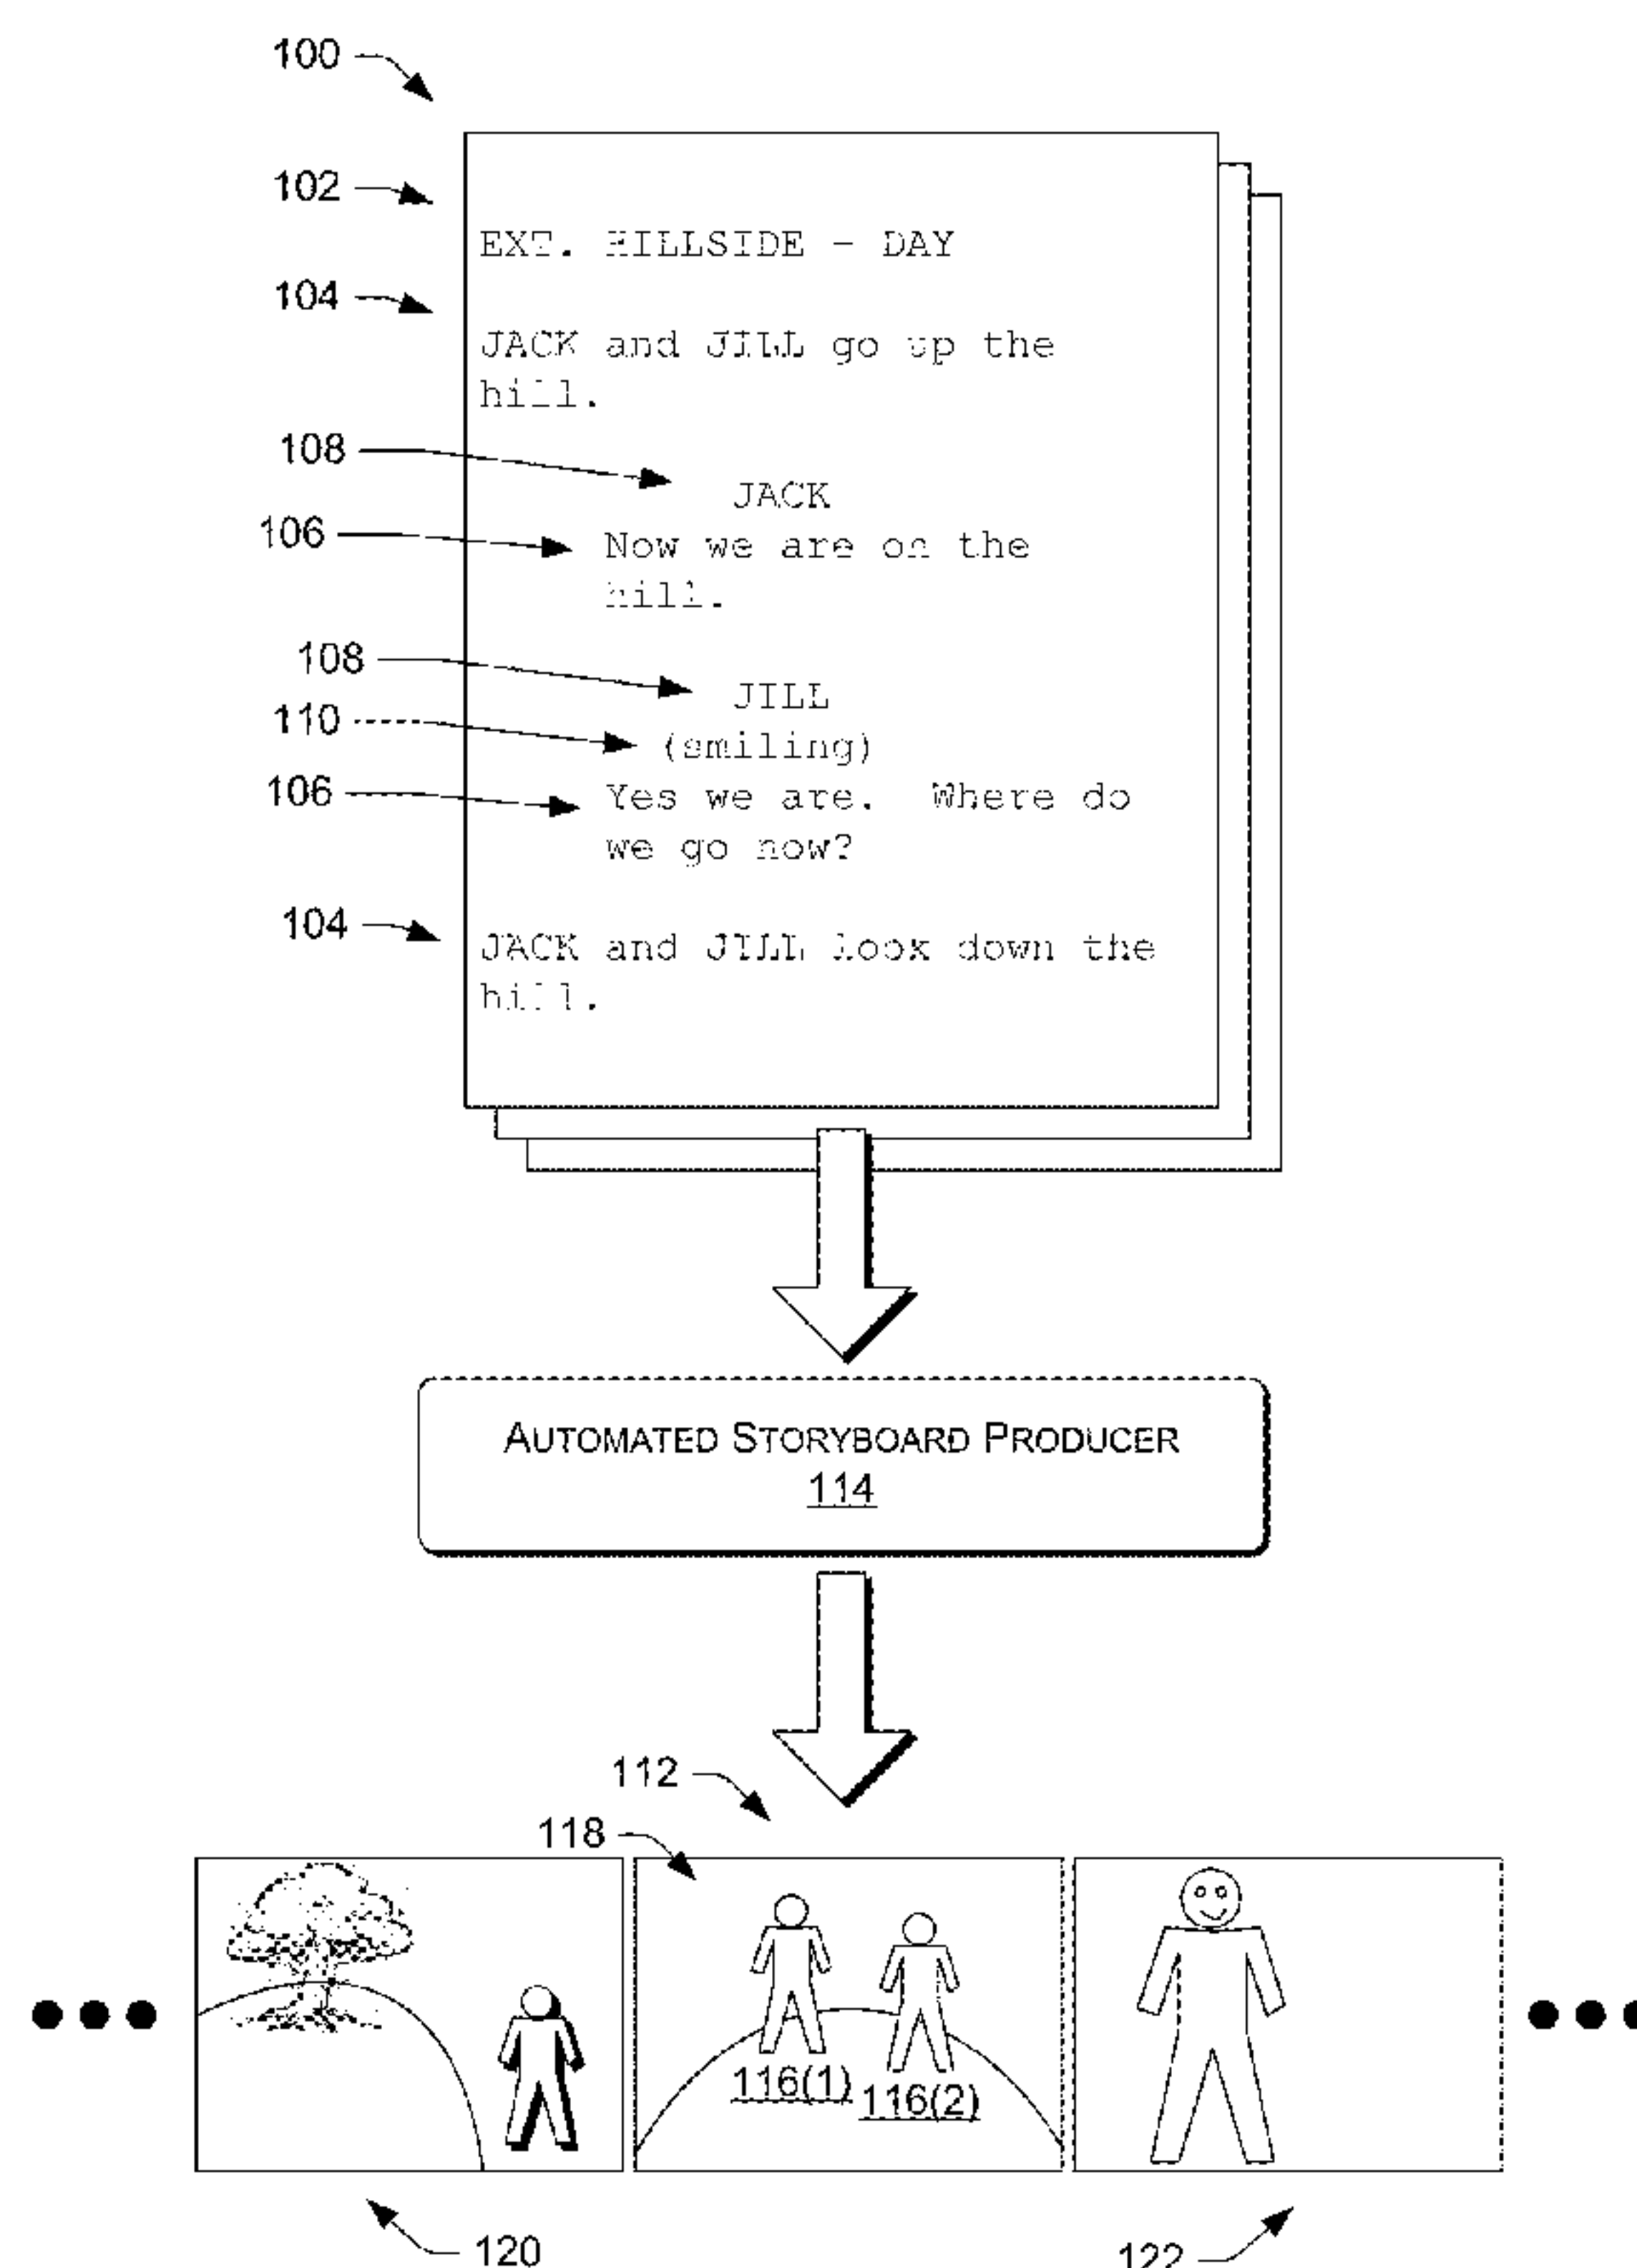 100
102
EXT. HILLSIDE - DAY
104
JACK and JILL go up the
hill.
108
JACK
106
Now we are on the
hill.
108
JILL
110
(smiling)
106
Yes we are.  Where do
we go now?
104
JACK and JILL look down the
hill.
AUTOMATED STORYBOARD PRODUCER
114
112
118
116(1)
116(2)
120
122